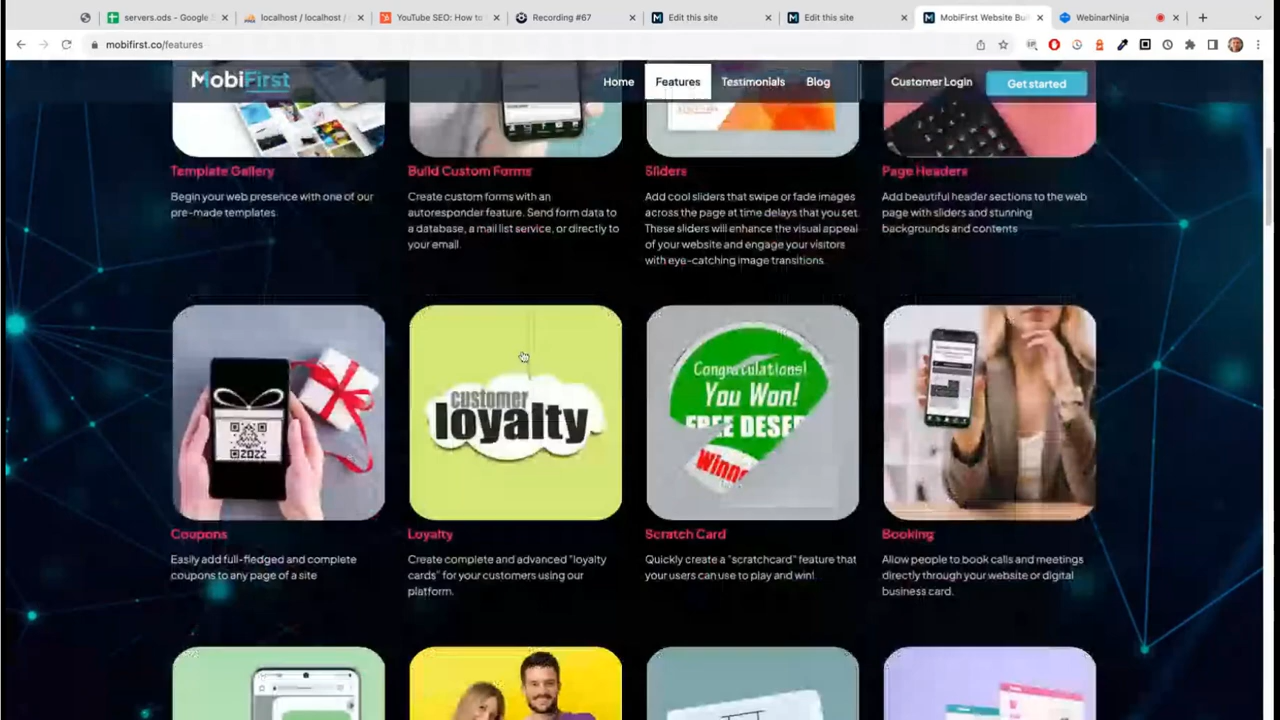 servers.ods - Google
localhost / localhost /
YouTube SEO: How to
Recording #67
Edit this site
Edit this site
MobiFirst Website Bui
WebinarNinja
mobifirst.co/features
MobiFirst
Home
Features
Testimonials
Blog
Customer Login
Get started
Template Gallery
Begin your web presence with one of our
pre-made templates
Build Custom Forms
Create custom forms with an
autoresponder feature. Send form data to
a database, a mail list service, or directly to
your email.
Sliders
Add cool sliders that swipe or fade images
across the page at time delays that you set.
These sliders will enhance the visual appeal
of your website and engage your visitors
with eye-catching image transitions.
Page Headers
Add beautiful header sections to the web
page with sliders and stunning
backgrounds and contents
2022
customer
loyalty
Congratulations!
You Won!
FREE DESER
Winne
Coupons
Easily add full-fledged and complete
coupons to any page of a site
Loyalty
Create complete and advanced "loyalty
cards" for your customers using our
platform.
Scratch Card
Quickly create a "scratchcard" feature that
your users can use to play and win!
Booking
Allow people to book calls and meetings
directly through your website or digital
business card.